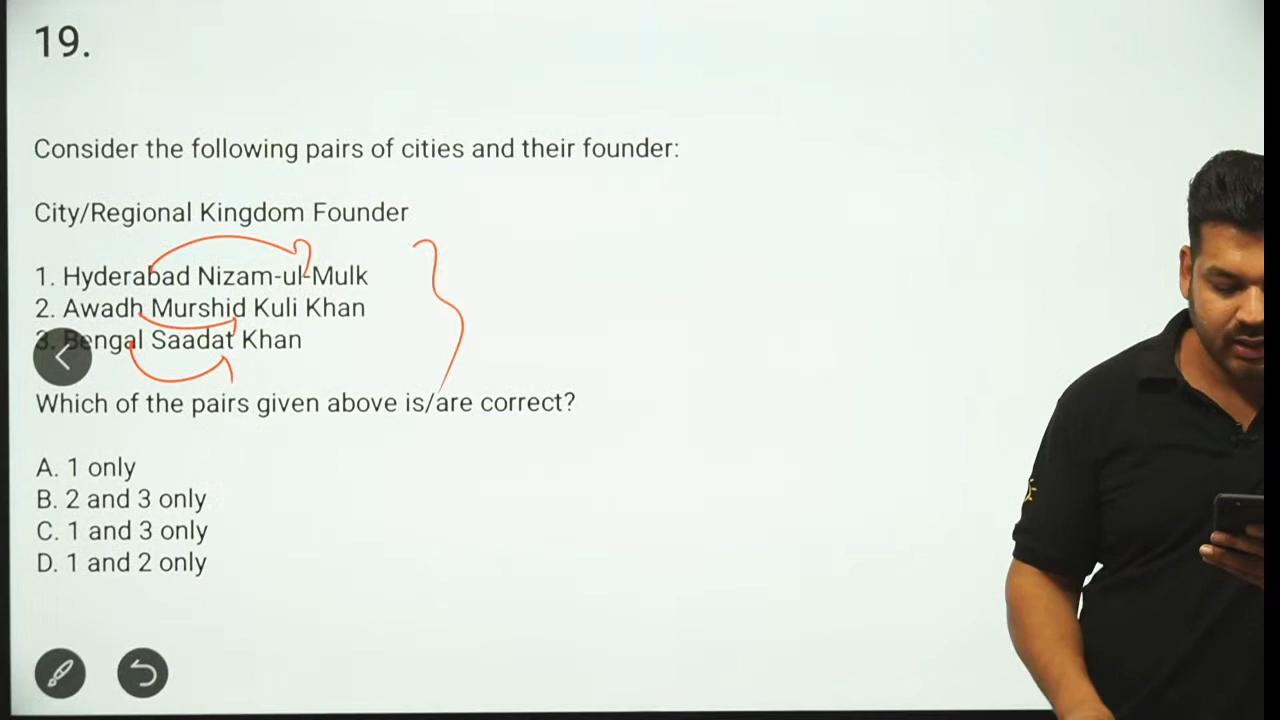 19.
Consider the following pairs of cities and their founder:
City/Regional Kingdom Founder
1. Hyderabad Nizam-ul-Mulk
2. Awadh Murshid Kuli Khan
3. Bengal Saadat Khan
Which of the pairs given above is/are correct?
A. 1 only
B. 2 and 3 only
C. 1 and 3 only
D. 1 and 2 only